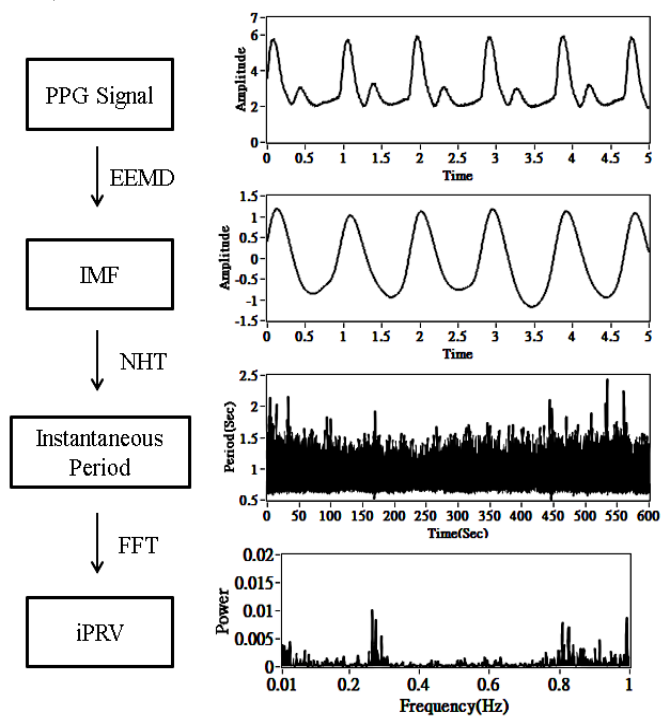 PPG Signal
EEMD
IMF
NHT
Instantaneous
Period
FFT
iPRV
Amplitude
7
6
4
2
0
0 0.5 1 1.5 2 2.5 3 3.5 4 4.5 5
Time
Amplitude
1.5
1
0.5
0
-0.5
-1
-1.5
0 0.5 1 1.5 2 2.5 3 3.5 4 4.5 5
Time
Period(Sec)
2.5
2
1.5
1
0.5
0 50 100 150 200 250 300 350 400 450 500 550 600
Time(Sec)
Power
0.02
0.015
0.01
0.005
0
0.01 0.2 0.4 0.6 0.8 1
Frequency(Hz)